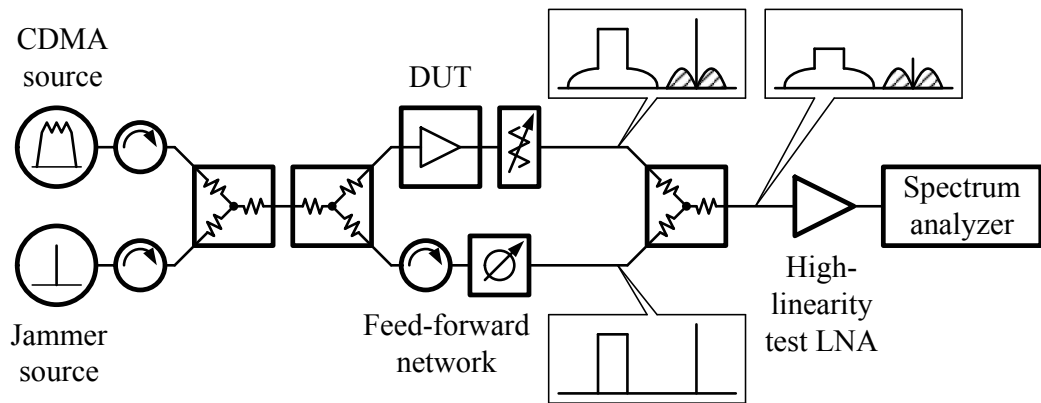 CDMA
source
DUT
Jammer
source
Feed-forward
network
High-
linearity
test LNA
Spectrum
analyzer